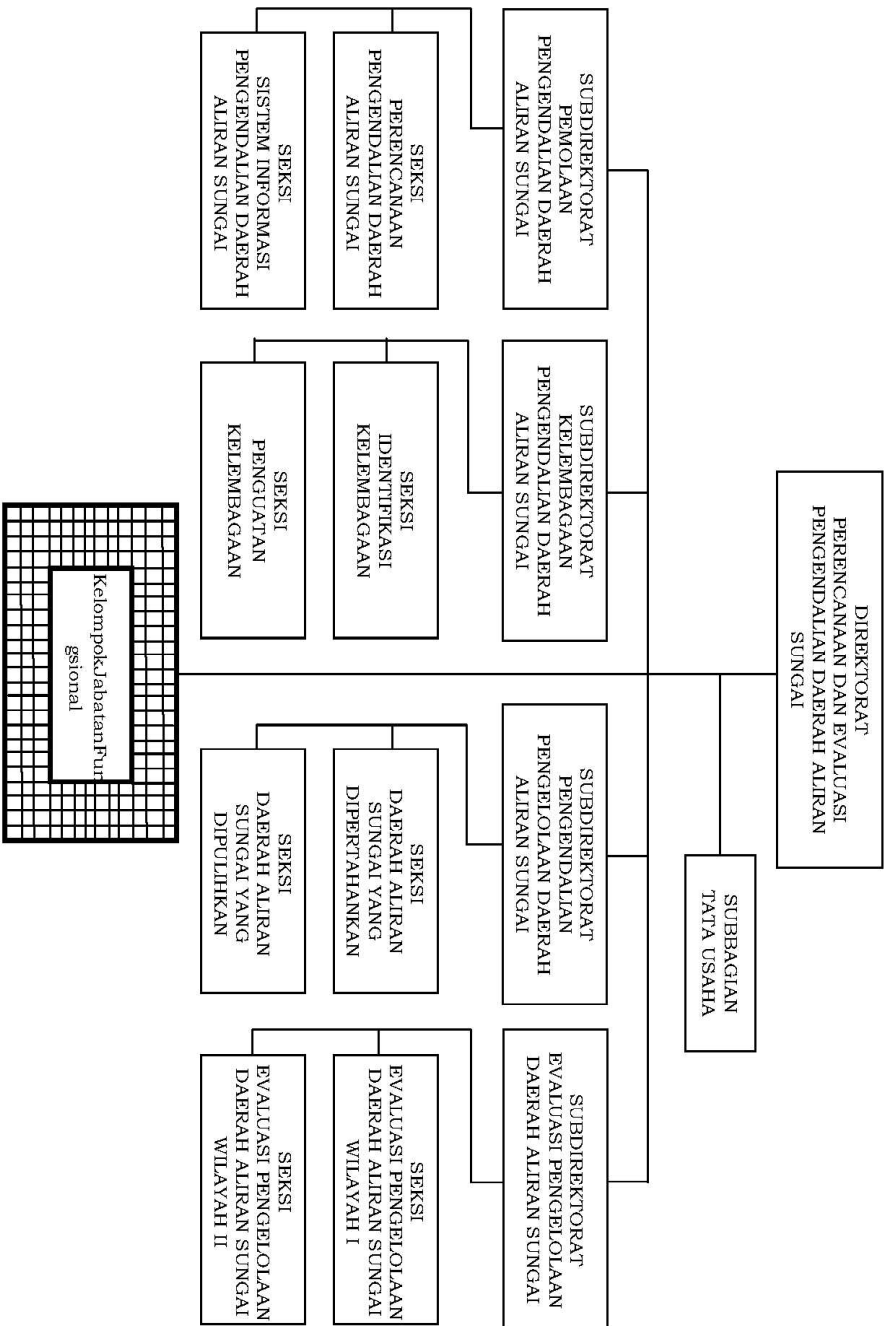 DIREKTORAT
PERENCANAAN DAN EVALUASI
PENGENDALIAN DAERAH ALIRAN
SUNGAI
SUBBAGIAN
TATA USAHA
SUBDIREKTORAT
PEMOLAAN
PENGENDALIAN DAERAH
ALIRAN SUNGAI
SUBDIREKTORAT
KELEMBAGAAN
PENGENDALIAN DAERAH
ALIRAN SUNGAI
SUBDIREKTORAT
PENGENDALIAN
PENGELOLAAN DAERAH
ALIRAN SUNGAI
SUBDIREKTORAT
EVALUASI PENGELOLAAN
DAERAH ALIRAN SUNGAI
SEKSI
PERENCANAAN
PENGENDALIAN DAERAH
ALIRAN SUNGAI
SEKSI
IDENTIFIKASI
KELEMBAGAAN
SEKSI
DAERAH ALIRAN
SUNGAI YANG
DIPERTAHANKAN
SEKSI
EVALUASI PENGELOLAAN
DAERAH ALIRAN SUNGAI
WILAYAH I
SEKSI
SISTEM INFORMASI
PENGENDALIAN DAERAH
ALIRAN SUNGAI
SEKSI
PENGUATAN
KELEMBAGAAN
SEKSI
DAERAH ALIRAN
SUNGAI YANG
DIPULIHKAN
SEKSI
EVALUASI PENGELOLAAN
DAERAH ALIRAN SUNGAI
WILAYAH II
KelompokJabatanFun
gsional